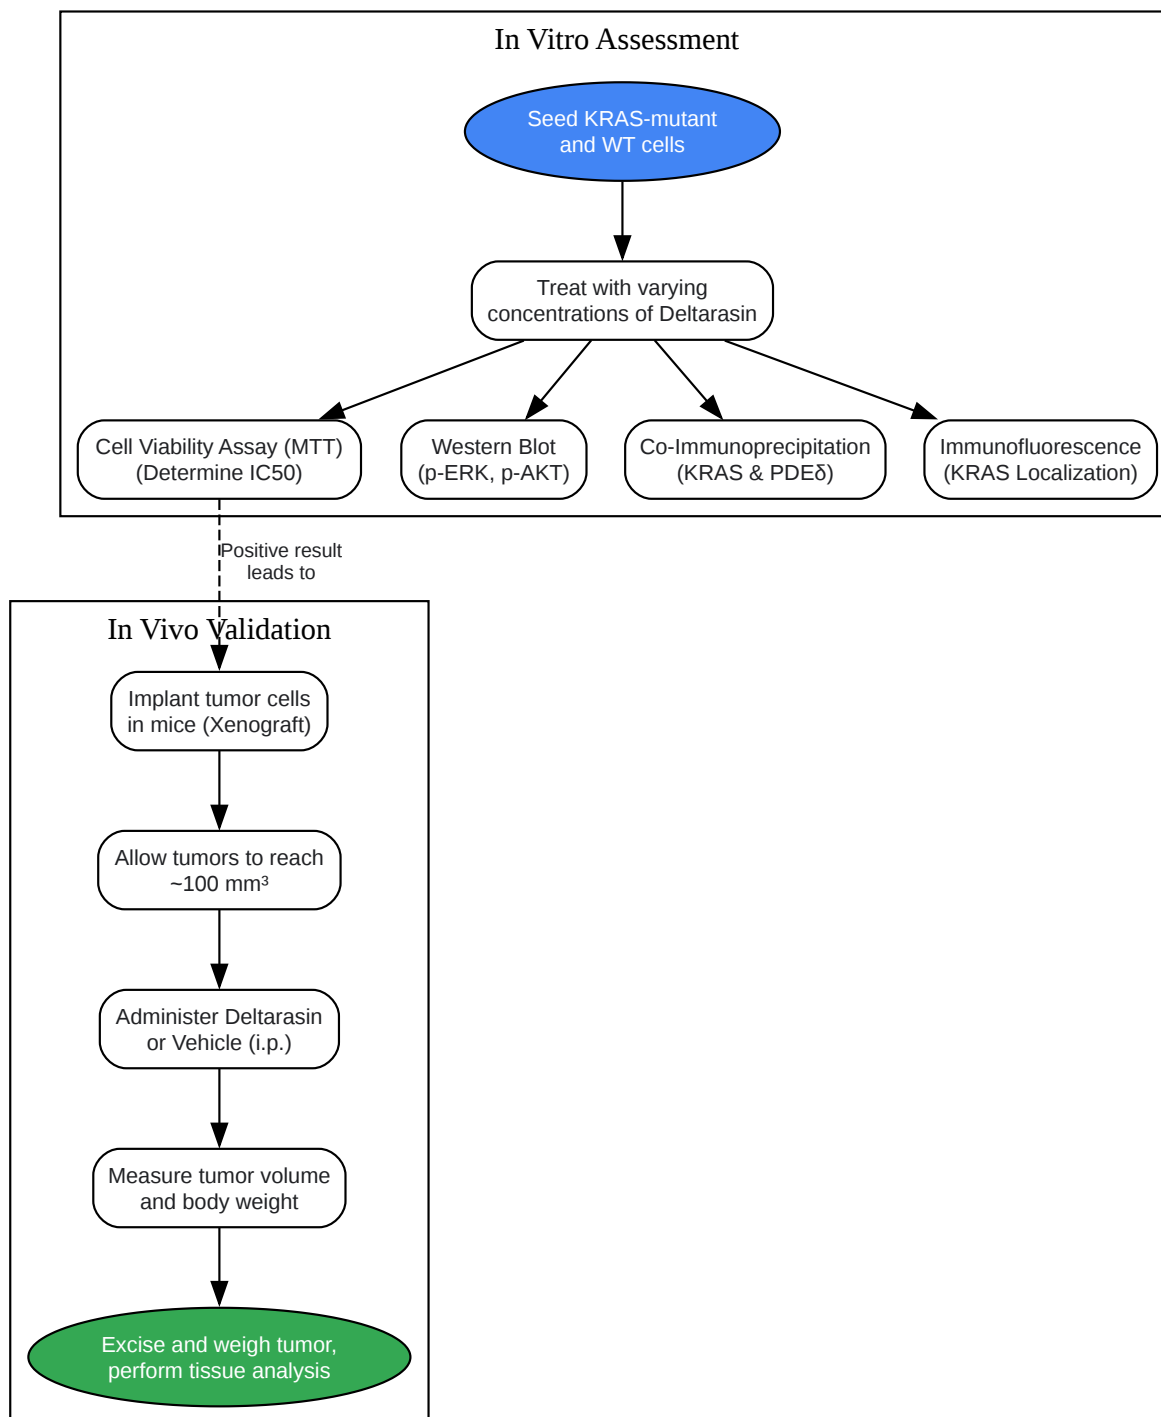 In Vitro Assessment
Seed KRAS-mutant
and WT cells
Treat with varying
concentrations of Deltarasin
Cell Viability Assay (MTT)
(Determine IC50)
Western Blot
(p-ERK, p-AKT)
Co-Immunoprecipitation
(KRAS & PDEδ)
Immunofluorescence
(KRAS Localization)
Positive result
leads to
In Vivo Validation
Implant tumor cells
in mice (Xenograft)
Allow tumors to reach
~100 mm³
Administer Deltarasin
or Vehicle (i.p.)
Measure tumor volume
and body weight
Excise and weigh tumor,
perform tissue analysis